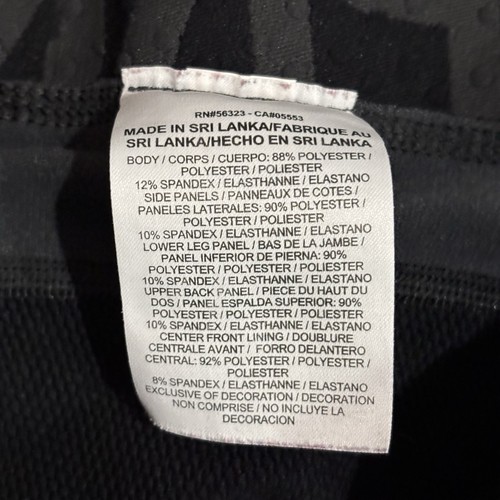 RN#56323 - CA#05553
MADE IN SRI LANKA/FABRIQUE AU
SRI LANKA/HECHO EN SRI LANKA
BODY / CORPS / CUERPO: 88% POLYESTER /
POLYESTER / POLIESTER
12% SPANDEX / ELASTHANNE / ELASTANO
SIDE PANELS / PANNEAUX DE COTES /
PANELES LATERALES: 90% POLYESTER /
POLYESTER / POLIESTER
10% SPANDEX / ELASTHANNE / ELASTANO
LOWER LEG PANEL / BAS DE LA JAMBE /
PANEL INFERIOR DE PIERNA: 90%
POLYESTER / POLYESTER / POLIESTER
10% SPANDEX / ELASTHANNE / ELASTANO
UPPER BACK PANEL / PIECE DU HAUT DU
DOS / PANEL ESPALDA SUPERIOR: 90%
POLYESTER / POLYESTER / POLIESTER
10% SPANDEX / ELASTHANNE / ELASTANO
CENTER FRONT LINING / DOUBLURE
CENTRALE AVANT / FORRO DELANTERO
CENTRAL: 92% POLYESTER / POLYESTER /
POLIESTER
8% SPANDEX / ELASTHANNE / ELASTANO
EXCLUSIVE OF DECORATION / DECORATION
NON COMPRISE / NO INCLUYE LA
DECORACION